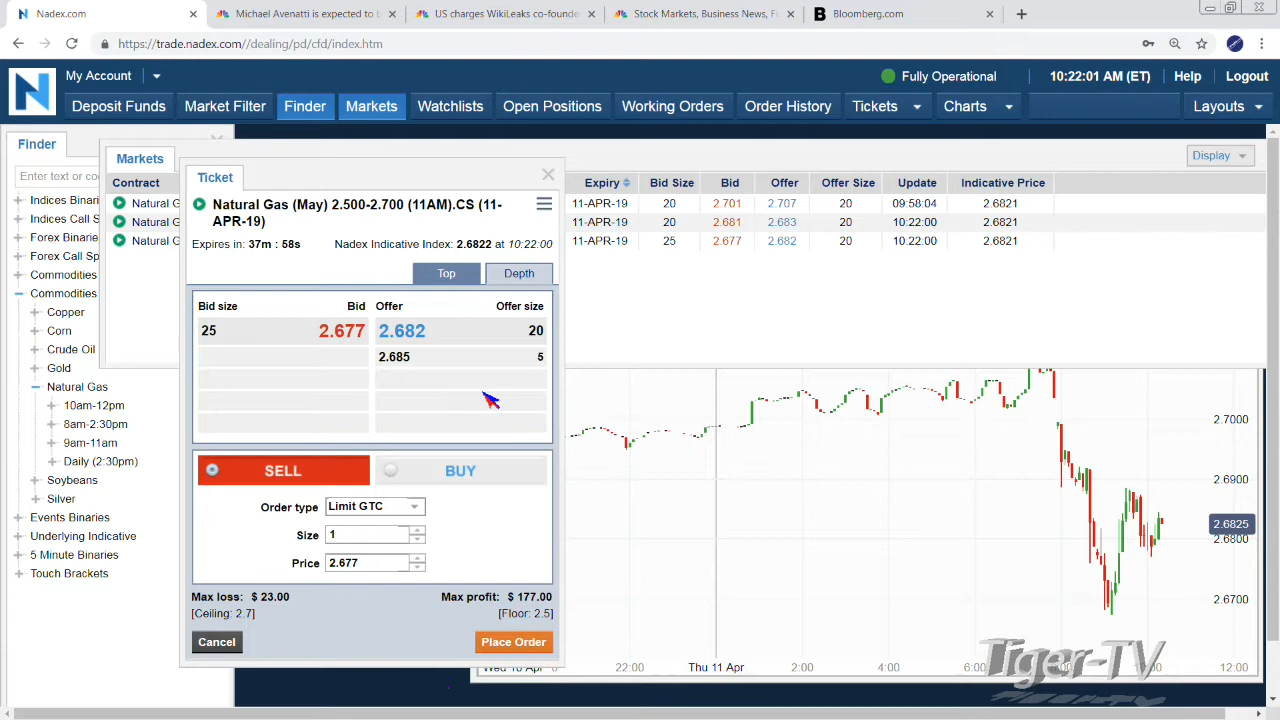 Nadex.com
Michael Avenatti is expected to b
US charges WikiLeaks co-founde
Stock Markets, Business News, F
Bloomberg.com
https://trade.nadex.com//dealing/pd/cfd/index.htm
My Account
Fully Operational
10:22:01 AM (ET)
Help
Logout
Deposit Funds
Market Filter
Finder
Markets
Watchlists
Open Positions
Working Orders
Order History
Tickets
Charts
Layouts
Finder
Enter text or co
Indices Binari
Indices Call S
Forex Binarie
Forex Call Sp
Commodities
Commodities
Copper
Corn
Crude Oil
Gold
Natural Gas
10am-12pm
8am-2:30pm
9am-11am
Daily (2:30pm)
Soybeans
Silver
Events Binaries
Underlying Indicative
5 Minute Binaries
Touch Brackets
Markets
Display
Contract
Expiry Bid Size Bid Offer Offer Size Update Indicative Price
Natural G
11-APR-19 20 2.701 2.707 20 09:58:04 2.6821
Natural G
11-APR-19 20 2.681 2.683 20 10:22:00 2.6821
Natural G
11-APR-19 25 2.677 2.682 20 10:22:00 2.6821
Ticket
Natural Gas (May) 2.500-2.700 (11AM).CS (11-
APR-19)
Expires in: 37m : 58s
Nadex Indicative Index: 2.6822 at 10:22:00
Top
Depth
Bid size Bid Offer Offer size
25 2.677 2.682 20
2.685 5
SELL
BUY
Order type Limit GTC
Size 1
Price 2.677
Max loss: $ 23.00
Max profit: $ 177.00
[Ceiling: 2.7]
[Floor: 2.5]
Cancel
Place Order
2.7000
2.6900
2.6825
2.6800
2.6700
Wed 10 Apr
22:00
Thu 11 Apr
2:00
4:00
6:00
12:00
Tiger-TV